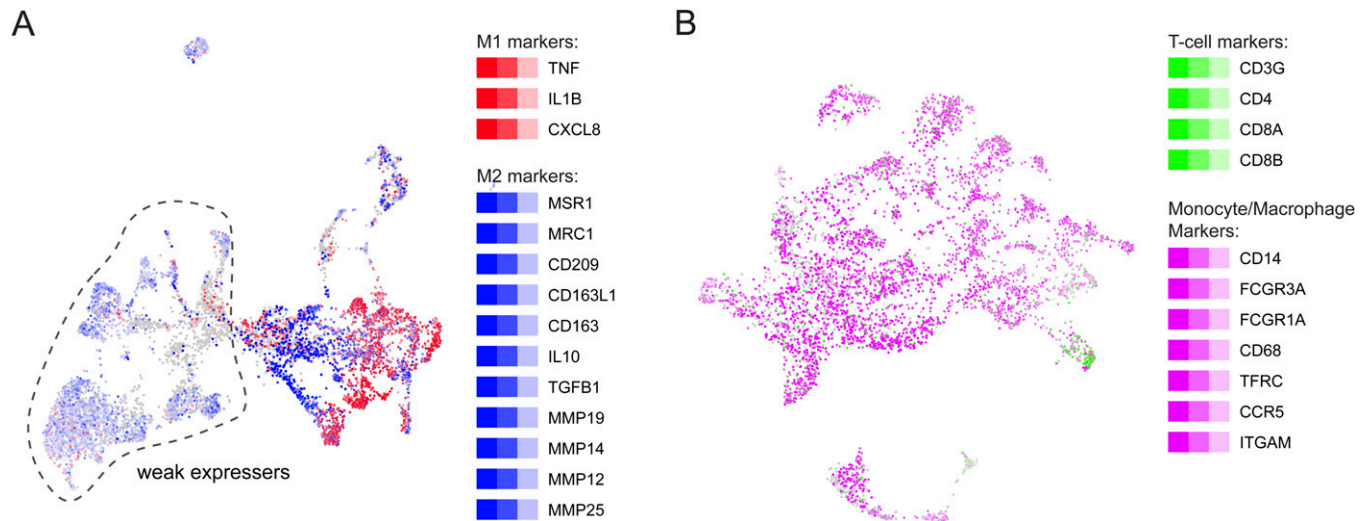 A
M1 markers:
TNF
IL1B
CXCL8
M2 markers:
MSR1
MRC1
CD209
CD163L1
CD163
IL10
TGFB1
MMP19
MMP14
MMP12
MMP25
weak expressers
B
T-cell markers:
CD3G
CD4
CD8A
CD8B
Monocyte/Macrophage
Markers:
CD14
FCGR3A
FCGR1A
CD68
TFRC
CCR5
ITGAM